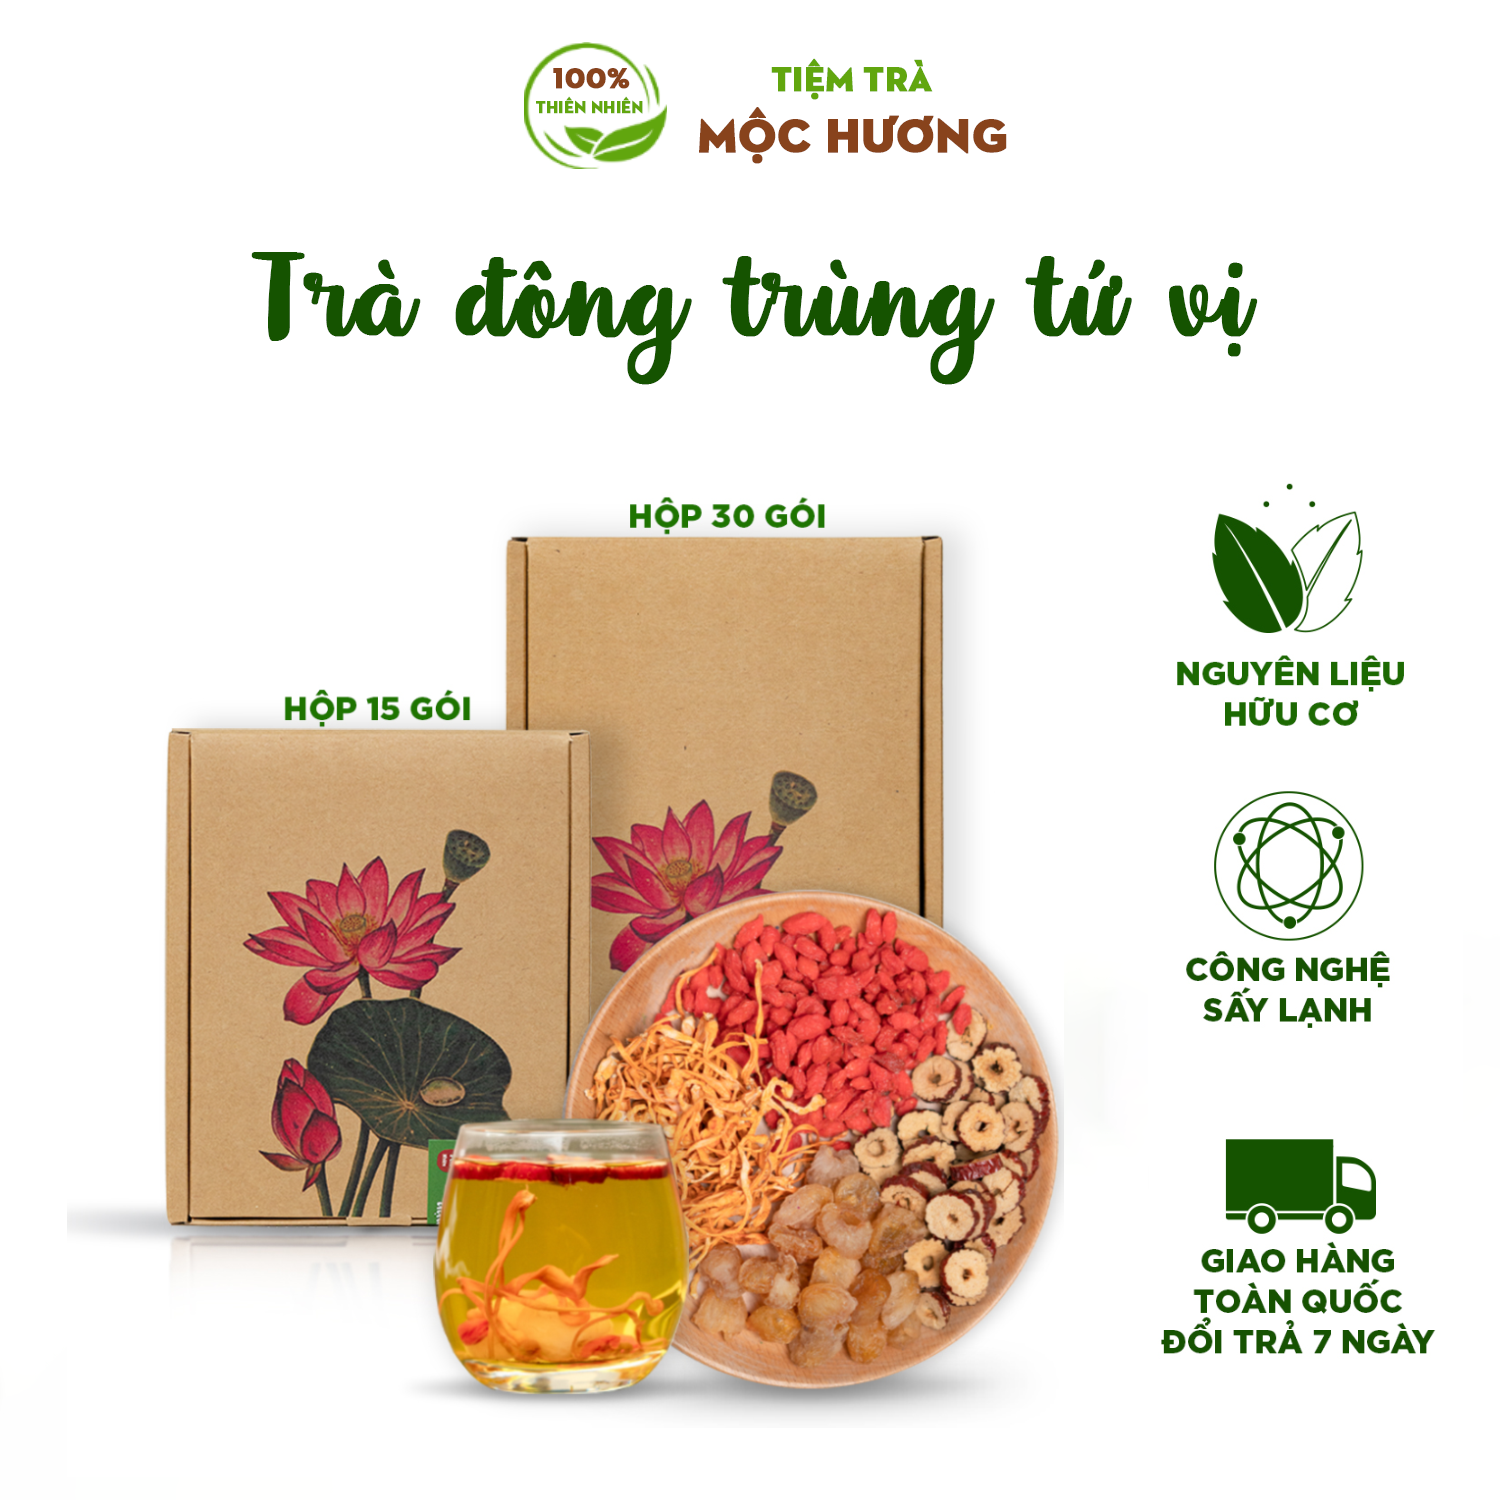 100%
THIÊN NHIÊN
TIỆM TRÀ
MỘC HƯƠNG
Trà đông trùng tứ vị
HỘP 30 GÓI
HỘP 15 GÓI
NGUYÊN LIỆU
HỮU CƠ
CÔNG NGHỆ
SẤY LẠNH
GIAO HÀNG
TOÀN QUỐC
ĐỔI TRẢ 7 NGÀY